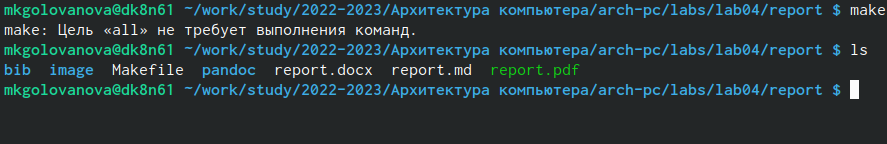 mkgolovanova@dk8n61 ~/work/study/2022-2023/Архитектура компьютера/arch-pc/labs/lab04/report $ make
make: Цель «all» не требует выполнения команд.
mkgolovanova@dk8n61 ~/work/study/2022-2023/Архитектура компьютера/arch-pc/labs/lab04/report $ ls
bib  image  Makefile  pandoc  report.docx  report.md  report.pdf
mkgolovanova@dk8n61 ~/work/study/2022-2023/Архитектура компьютера/arch-pc/labs/lab04/report $